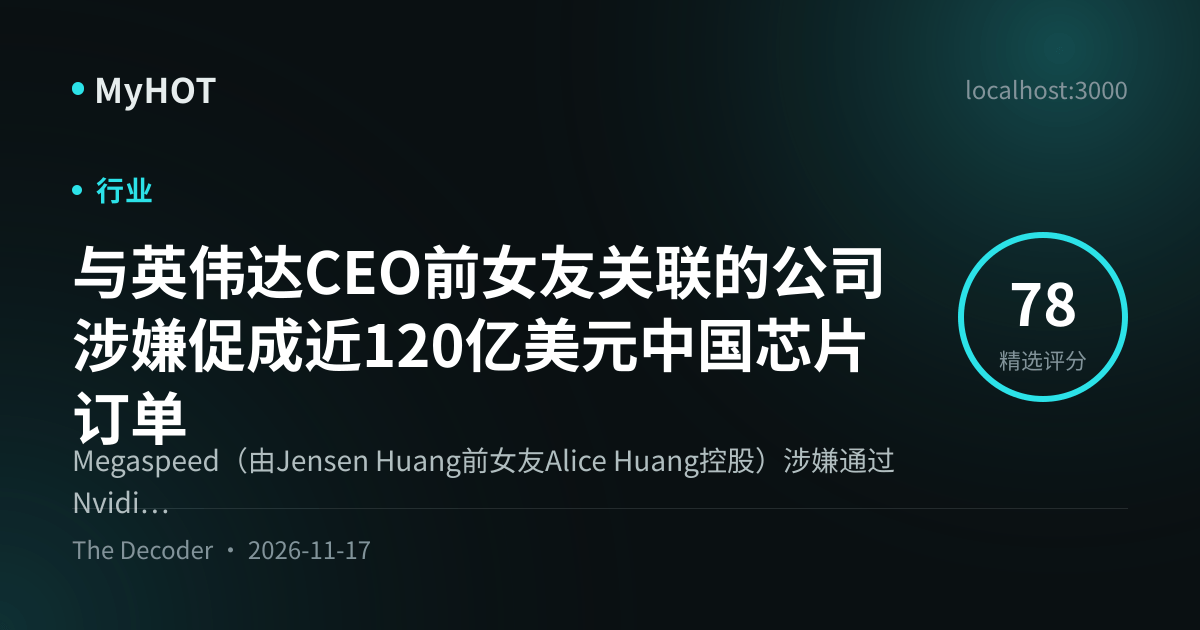 MyHOT
localhost:3000
行业
与英伟达CEO前女友关联的公司
涉嫌促成近120亿美元中国芯片
订单
78
精选评分
Megaspeed（由Jensen Huang前女友Alice Huang控股）涉嫌通过
Nvidi…
The Decoder · 2026-11-17